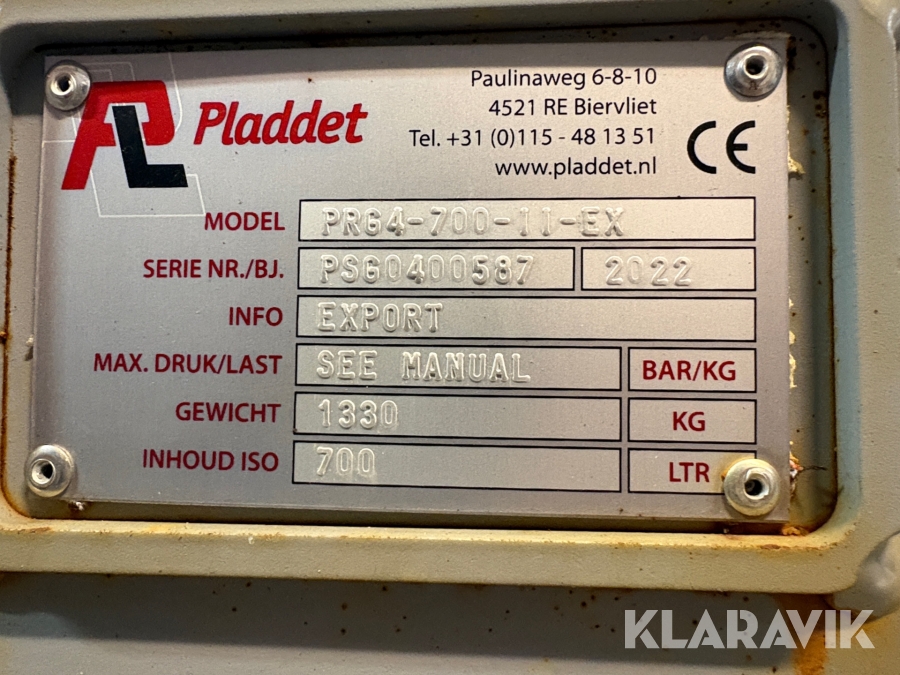 PL Pladdet
Paulinaweg 6-8-10
4521 RE Biervliet
Tel. +31 (0)115 - 48 13 51
www.pladdet.nl
CE
MODEL PRG4-700-II-EX
SERIE NR./BJ. PSG0400587 2022
INFO EXPORT
MAX. DRUK/LAST SEE MANUAL BAR/KG
GEWICHT 1330 KG
INHOUD ISO 700 LTR
KLARAVIK